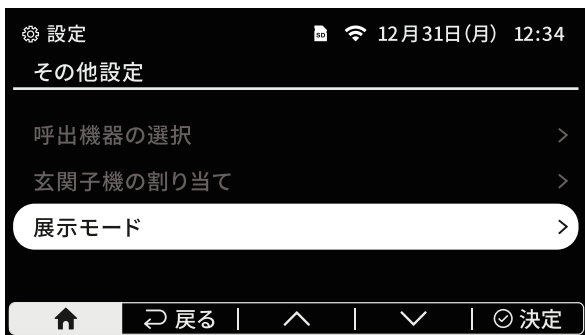 設定 SD 12月31日(月) 12:34
その他設定
呼出機器の選択
玄関子機の割り当て
展示モード
戻る 決定